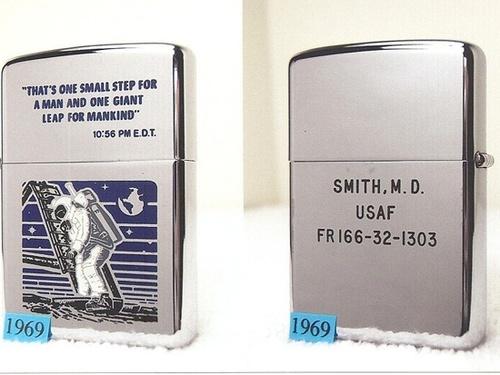 "THAT'S ONE SMALL STEP FOR
A MAN AND ONE GIANT
LEAP FOR MANKIND"
10:56 PM E.D.T.
1969
SMITH, M.D.
USAF
FR166-32-1303
1969